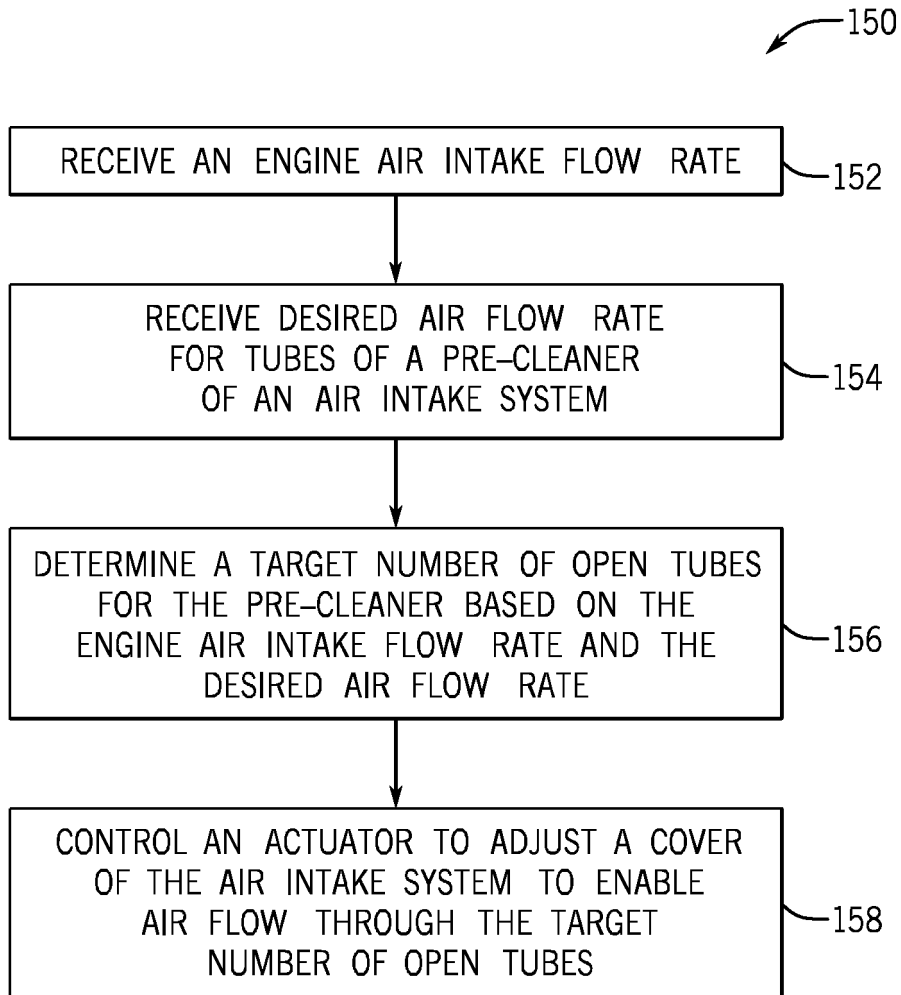 150
RECEIVE AN ENGINE AIR INTAKE FLOW RATE
152
RECEIVE DESIRED AIR FLOW RATE
FOR TUBES OF A PRE–CLEANER
OF AN AIR INTAKE SYSTEM
154
DETERMINE A TARGET NUMBER OF OPEN TUBES
FOR THE PRE–CLEANER BASED ON THE
ENGINE AIR INTAKE FLOW RATE AND THE
DESIRED AIR FLOW RATE
156
CONTROL AN ACTUATOR TO ADJUST A COVER
OF THE AIR INTAKE SYSTEM TO ENABLE
AIR FLOW THROUGH THE TARGET
NUMBER OF OPEN TUBES
158